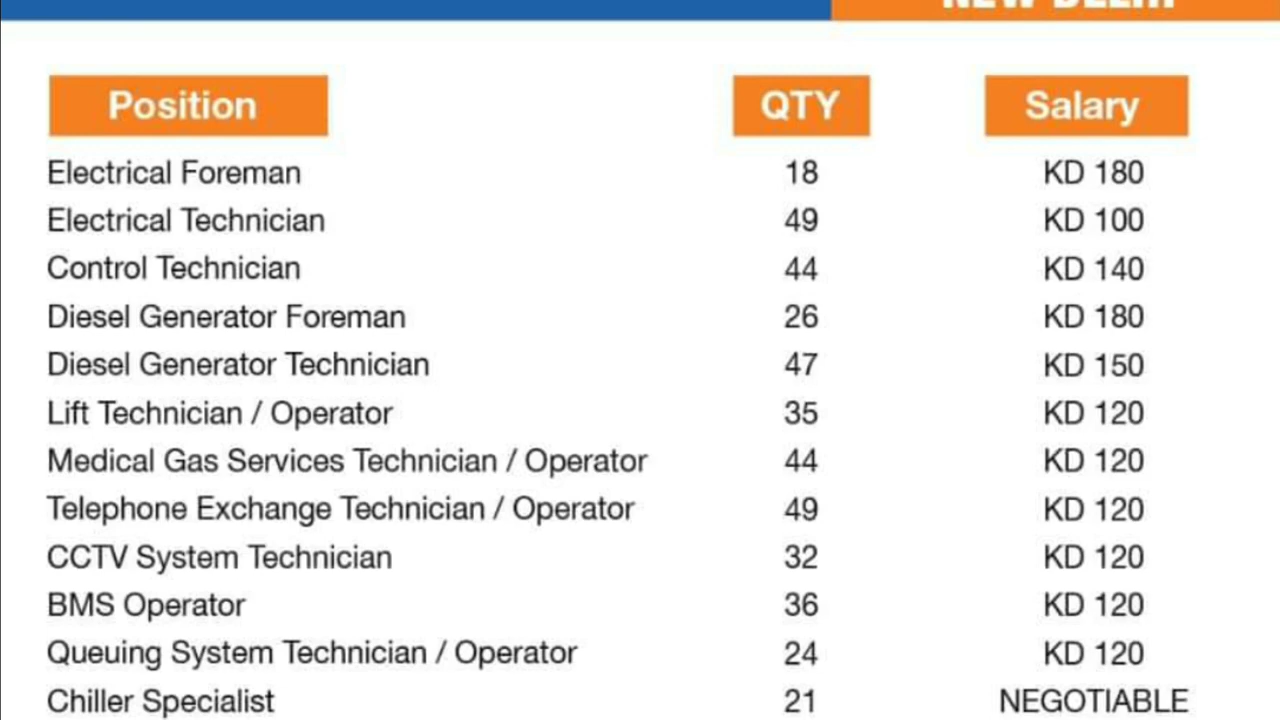 NEW DELHI
Position QTY Salary
Electrical Foreman 18 KD 180
Electrical Technician 49 KD 100
Control Technician 44 KD 140
Diesel Generator Foreman 26 KD 180
Diesel Generator Technician 47 KD 150
Lift Technician / Operator 35 KD 120
Medical Gas Services Technician / Operator 44 KD 120
Telephone Exchange Technician / Operator 49 KD 120
CCTV System Technician 32 KD 120
BMS Operator 36 KD 120
Queuing System Technician / Operator 24 KD 120
Chiller Specialist 21 NEGOTIABLE